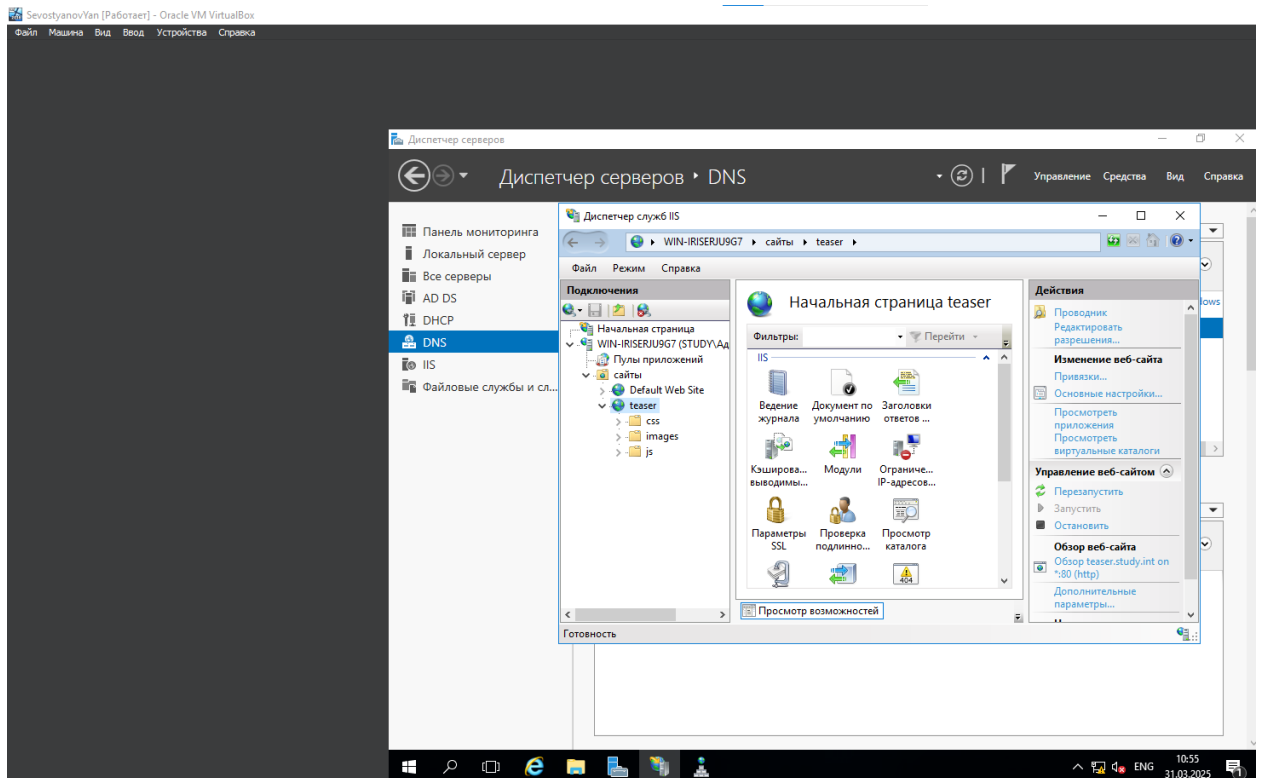 SevostyanovYan [Работает] - Oracle VM VirtualBox
Файл Машина Вид Ввод Устройства Справка
Диспетчер серверов
Диспетчер серверов DNS
Управление Средства Вид Справка
Панель мониторинга
Локальный сервер
Все серверы
AD DS
DHCP
DNS
IIS
Файловые службы и сл...
lows
Диспетчер служб IIS
WIN-IRISERJU9G7 сайты teaser
Файл Режим Справка
Подключения
Начальная страница
WIN-IRISERJU9G7 (STUDY\Ад
Пулы приложений
сайты
Default Web Site
teaser
css
images
js
Начальная страница teaser
Фильтры: Перейти
IIS
Ведение журнала
Документ по умолчанию
Заголовки ответов ...
Кэширова... выводимы...
Модули
Ограниче... IP-адресов...
Параметры SSL
Проверка подлинно...
Просмотр каталога
404
Просмотр возможностей
Действия
Проводник
Редактировать
разрешения...
Изменение веб-сайта
Привязки...
Основные настройки...
Просмотреть
приложения
Просмотреть
виртуальные каталоги
Управление веб-сайтом
Перезапустить
Запустить
Остановить
Обзор веб-сайта
Обзор teaser.study.int on
*:80 (http)
Дополнительные
параметры...
Готовность
ENG
10:55
31.03.2025
1